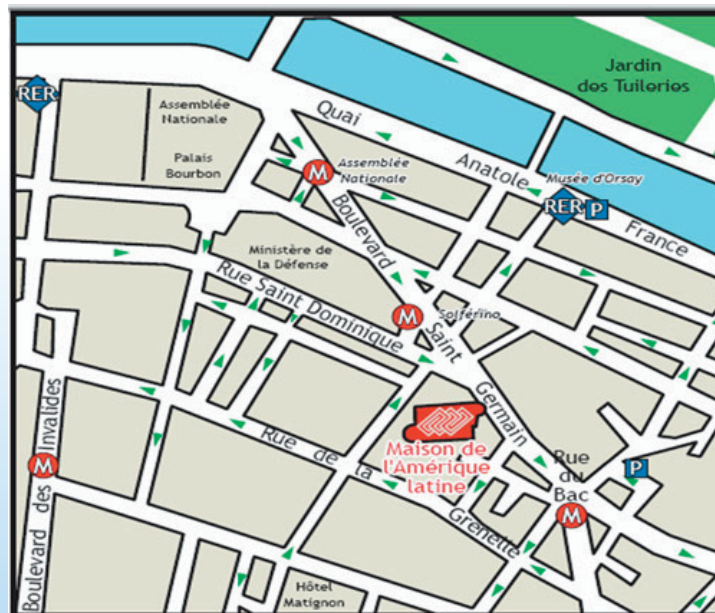 Jardin
des Tuileries
RER
Assemblée
Nationale
Palais
Bourbon
Quai Anatole France
M
Assemblée
Nationale
Musée d'Orsay
RER
P
Boulevard Saint Germain
Ministère de
la Défense
Rue Saint Dominique
M
Solférino
Maison de
l'Amérique
latine
Rue de la Grenelle
Rue
du
Bac
P
M
M
Boulevard des Invalides
Hôtel
Matignon